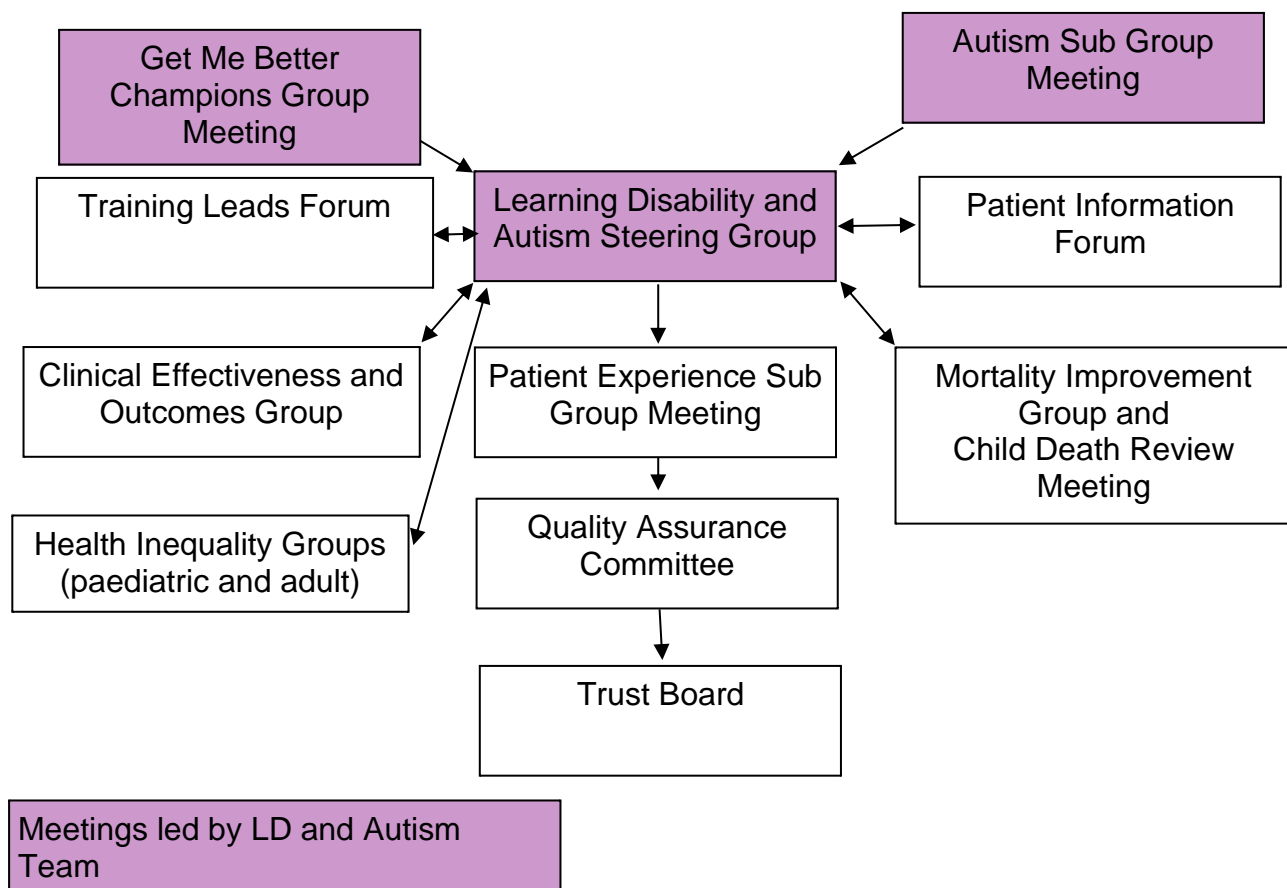 Get Me Better
Champions Group
Meeting
Autism Sub Group
Meeting
Training Leads Forum
Learning Disability and
Autism Steering Group
Patient Information
Forum
Clinical Effectiveness and
Outcomes Group
Patient Experience Sub
Group Meeting
Mortality Improvement
Group and
Child Death Review
Meeting
Health Inequality Groups
(paediatric and adult)
Quality Assurance
Committee
Trust Board
Meetings led by LD and Autism
Team